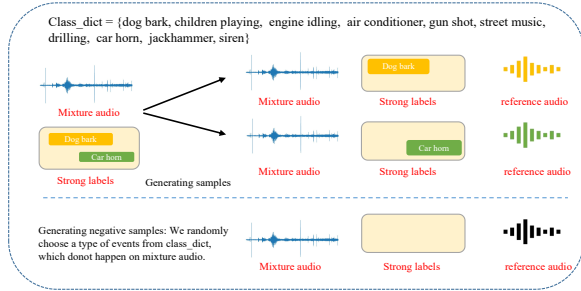 Class_dict = {dog bark, children playing, engine idling, air conditioner, gun shot, street music,
drilling, car horn, jackhammer, siren}
Dog bark
Mixture audio
Mixture audio
Strong labels
reference audio
Dog bark
Car horn
Car horn
Strong labels
Generating samples
Mixture audio
Strong labels
reference audio
Generating negative samples: We randomly
choose a type of events from class_dict,
which donot happen on mixture audio.
Mixture audio
Strong labels
reference audio